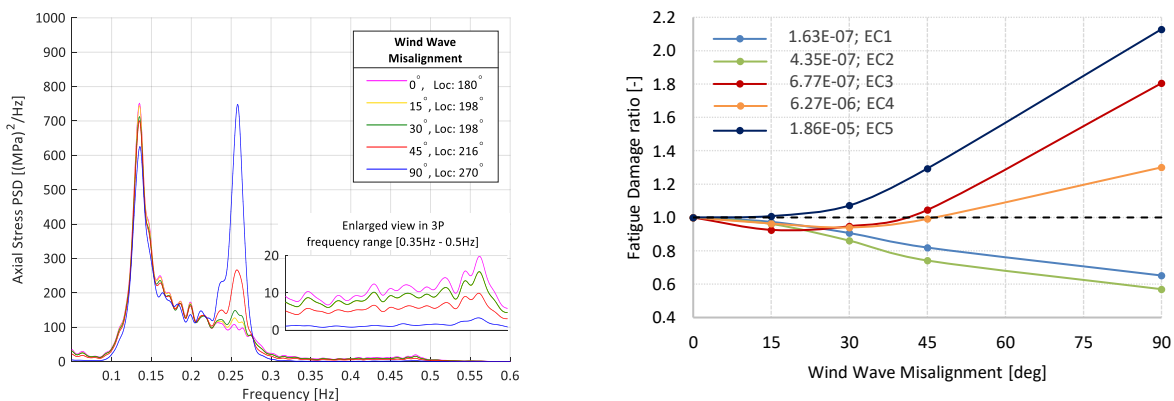 1000
900
800
700
600
500
400
300
200
100
0
Axial Stress PSD [(MPa)²/Hz]
Wind Wave
Misalignment
0°, Loc: 180°
15°, Loc: 198°
30°, Loc: 198°
45°, Loc: 216°
90°, Loc: 270°
Enlarged view in 3P
frequency range [0.35Hz - 0.5Hz]
20
10
0
0.1 0.15 0.2 0.25 0.3 0.35 0.4 0.45 0.5 0.55 0.6
Frequency [Hz]
2.2
2.0
1.8
1.6
1.4
1.2
1.0
0.8
0.6
0.4
Fatigue Damage ratio [-]
1.63E-07; EC1
4.35E-07; EC2
6.77E-07; EC3
6.27E-06; EC4
1.86E-05; EC5
0 15 30 45 60 75 90
Wind Wave Misalignment [deg]